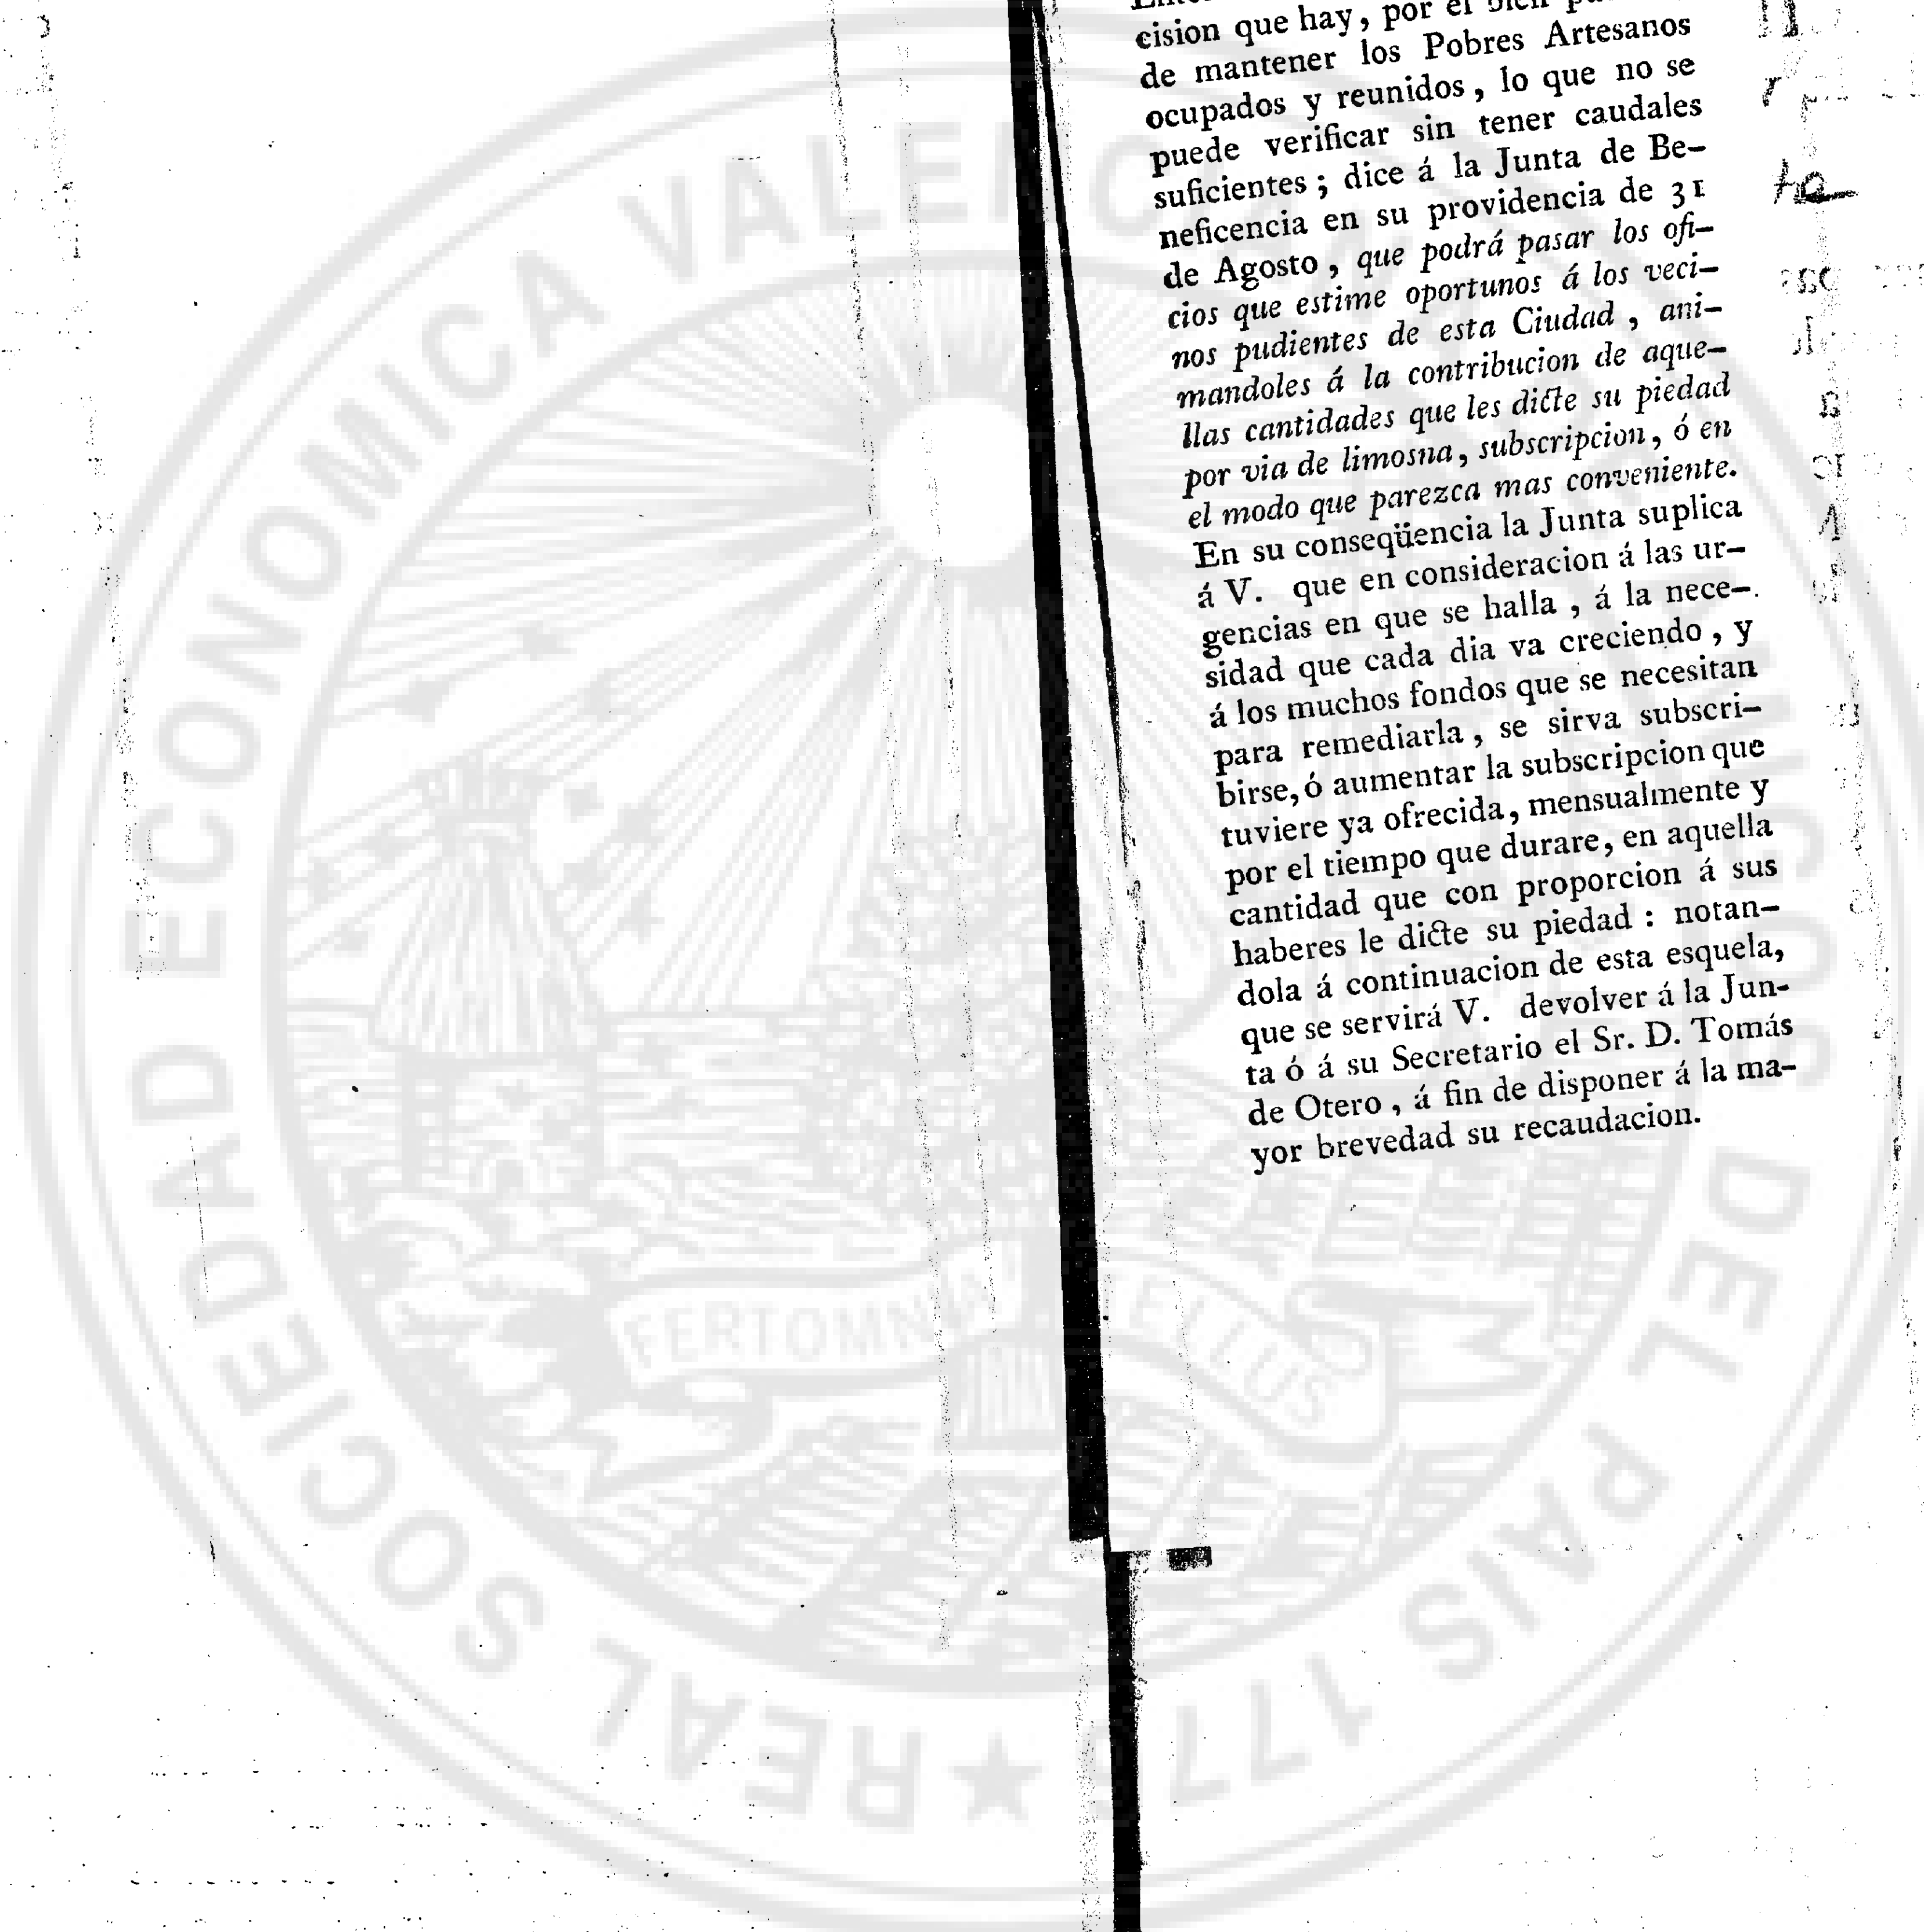 cision que hay, por el bien
de mantener los Pobres Artesanos
ocupados y reunidos, lo que no se
puede verificar sin tener caudales
suficientes; dice á la Junta de Be-
neficencia en su providencia de 31
de Agosto, que podrá pasar los ofi-
cios que estime oportunos á los veci-
nos pudientes de esta Ciudad, ani-
mandoles á la contribucion de aque-
llas cantidades que les dicte su piedad
por via de limosna, subscripcion, ó en
el modo que parezca mas conveniente.
En su conseqüencia la Junta suplica
á V. que en consideracion á las ur-
gencias en que se halla, á la nece-
sidad que cada dia va creciendo, y
á los muchos fondos que se necesitan
para remediarla, se sirva subscri-
birse, ó aumentar la subscripcion que
tuviere ya ofrecida, mensualmente y
por el tiempo que durare, en aquella
cantidad que con proporcion á sus
haberes le dicte su piedad: notan-
dola á continuacion de esta esquela,
que se servirá V. devolver á la Jun-
ta ó á su Secretario el Sr. D. Tomás
de Otero, á fin de disponer á la ma-
yor brevedad su recaudacion.
ta
REAL SOCIEDAD ECONOMICA
DEL PAIS